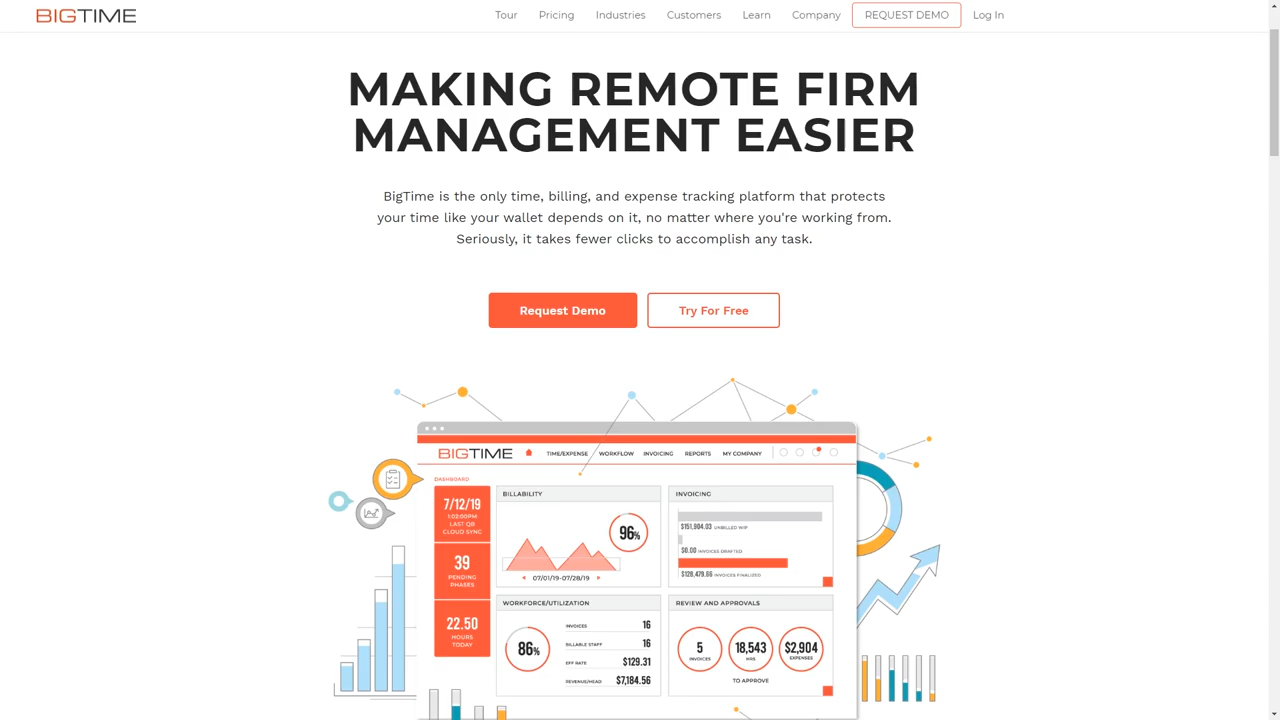 BIGTIME
Tour Pricing Industries Customers Learn Company REQUEST DEMO Log In
MAKING REMOTE FIRM
MANAGEMENT EASIER
BigTime is the only time, billing, and expense tracking platform that protects
your time like your wallet depends on it, no matter where you're working from.
Seriously, it takes fewer clicks to accomplish any task.
Request Demo
Try For Free
BIGTIME TIME/EXPENSE WORKFLOW INVOICING REPORTS MY COMPANY
DASHBOARD
7/12/19
1:02:00PM
LAST QB
CLOUD SYNC
39
PENDING
PHASES
22.50
HOURS
TODAY
BILLABILITY
96%
07/01/19-07/28/19
INVOICING
$151,904.03 UNBILLED WIP
$0.00 INVOICES DRAFTED
$128,479.66 INVOICES FINALIZED
WORKFORCE/UTILIZATION
86%
INVOICES 16
BILLABLE STAFF 16
EFF RATE $129.31
REVENUE/HEAD $7,184.56
REVIEW AND APPROVALS
5
INVOICES
18,543
HRS
$2,904
EXPENSES
TO APPROVE